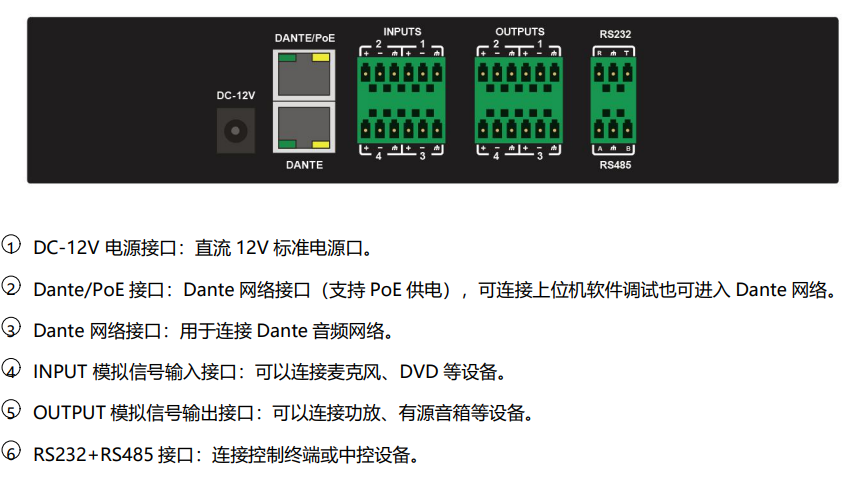 INPUTS OUTPUTS RS232
DANTE/PoE
2 1 2 1
+ - + - + - + - R T
DC-12V
+ - + - + - + - A B
4 3 4 3
DANTE RS485
① DC-12V 电源接口：直流 12V 标准电源口。
② Dante/PoE 接口：Dante 网络接口（支持 PoE 供电），可连接上位机软件调试也可进入 Dante 网络。
③ Dante 网络接口：用于连接 Dante 音频网络。
④ INPUT 模拟信号输入接口：可以连接麦克风、DVD 等设备。
⑤ OUTPUT 模拟信号输出接口：可以连接功放、有源音箱等设备。
⑥ RS232+RS485 接口：连接控制终端或中控设备。